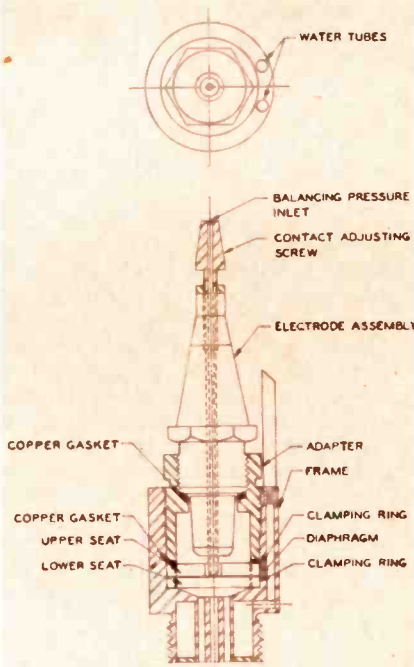 WATER TUBES
BALANCING PRESSURE
INLET
CONTACT ADJUSTING
SCREW
ELECTRODE ASSEMBLY
COPPER GASKET
ADAPTER
FRAME
COPPER GASKET
CLAMPING RING
UPPER SEAT
DIAPHRAGM
LOWER SEAT
CLAMPING RING